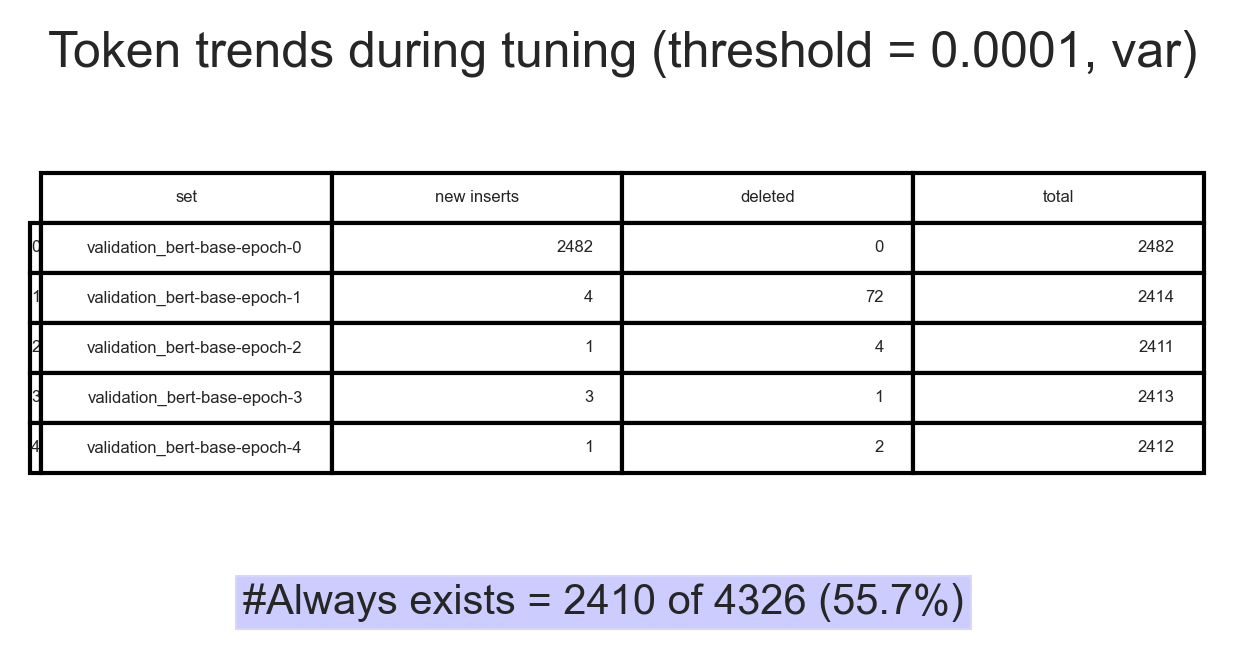 Token trends during tuning (threshold = 0.0001, var)
set new inserts deleted total
0 validation_bert-base-epoch-0 2482 0 2482
1 validation_bert-base-epoch-1 4 72 2414
2 validation_bert-base-epoch-2 1 4 2411
3 validation_bert-base-epoch-3 3 1 2413
4 validation_bert-base-epoch-4 1 2 2412
#Always exists = 2410 of 4326 (55.7%)